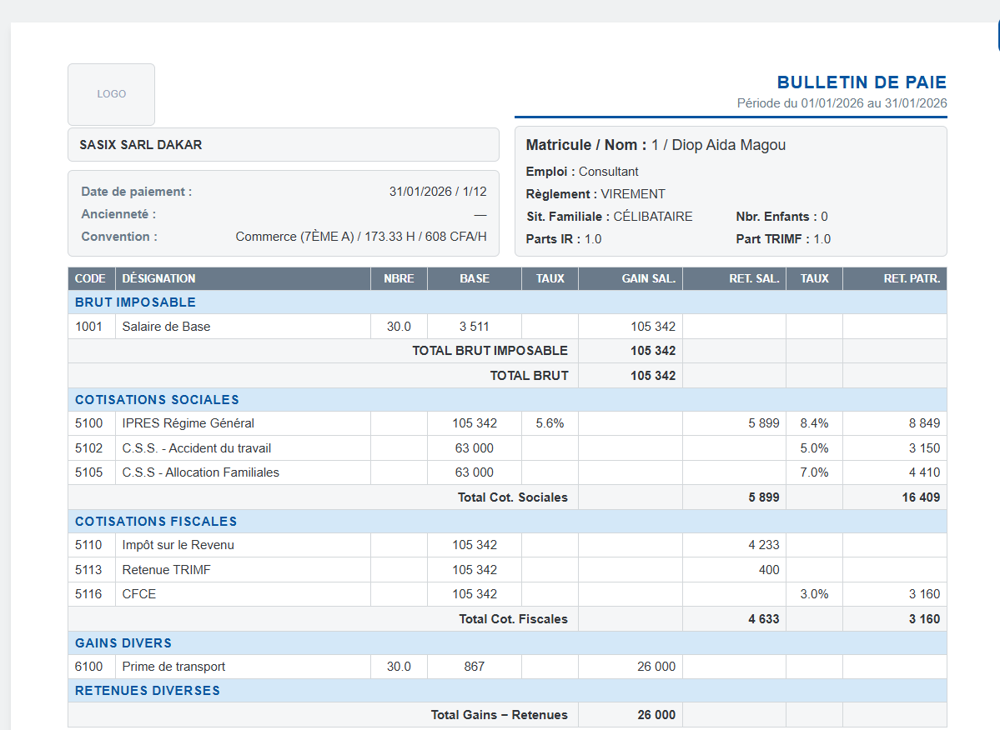 LOGO
BULLETIN DE PAIE
Période du 01/01/2026 au 31/01/2026
SASIX SARL DAKAR
Date de paiement : 31/01/2026 / 1/12
Ancienneté : —
Convention : Commerce (7ÈME A) / 173.33 H / 608 CFA/H
Matricule / Nom : 1 / Diop Aida Magou
Emploi : Consultant
Règlement : VIREMENT
Sit. Familiale : CÉLIBATAIRE Nbr. Enfants : 0
Parts IR : 1.0 Part TRIMF : 1.0
CODE DÉSIGNATION NBRE BASE TAUX GAIN SAL. RET. SAL. TAUX RET. PATR.
BRUT IMPOSABLE
1001 Salaire de Base 30.0 3 511 105 342
TOTAL BRUT IMPOSABLE 105 342
TOTAL BRUT 105 342
COTISATIONS SOCIALES
5100 IPRES Régime Général 105 342 5.6% 5 899 8.4% 8 849
5102 C.S.S. - Accident du travail 63 000 5.0% 3 150
5105 C.S.S - Allocation Familiales 63 000 7.0% 4 410
Total Cot. Sociales 5 899 16 409
COTISATIONS FISCALES
5110 Impôt sur le Revenu 105 342 4 233
5113 Retenue TRIMF 105 342 400
5116 CFCE 105 342 3.0% 3 160
Total Cot. Fiscales 4 633 3 160
GAINS DIVERS
6100 Prime de transport 30.0 867 26 000
RETENUES DIVERSES
Total Gains − Retenues 26 000